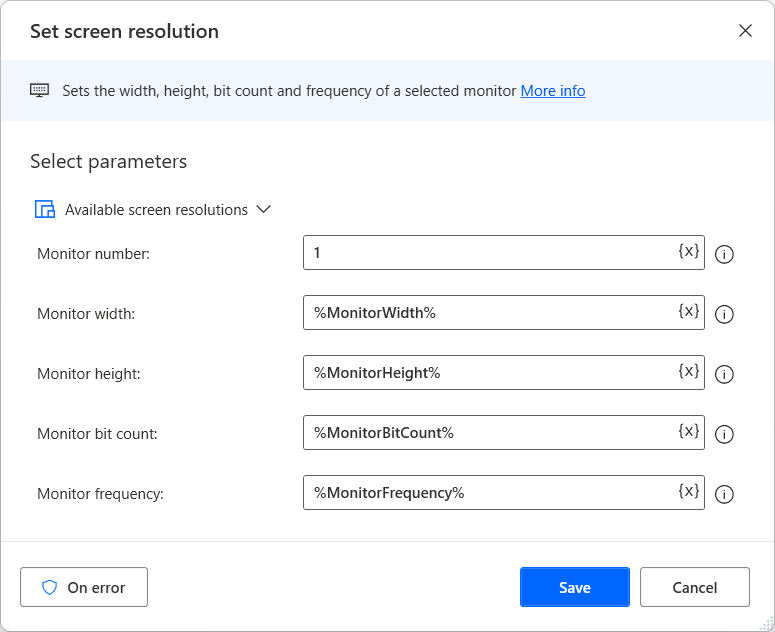 Set screen resolution
Sets the width, height, bit count and frequency of a selected monitor More info
Select parameters
Available screen resolutions
Monitor number: 1 {x}
Monitor width: %MonitorWidth% {x}
Monitor height: %MonitorHeight% {x}
Monitor bit count: %MonitorBitCount% {x}
Monitor frequency: %MonitorFrequency% {x}
On error Save Cancel